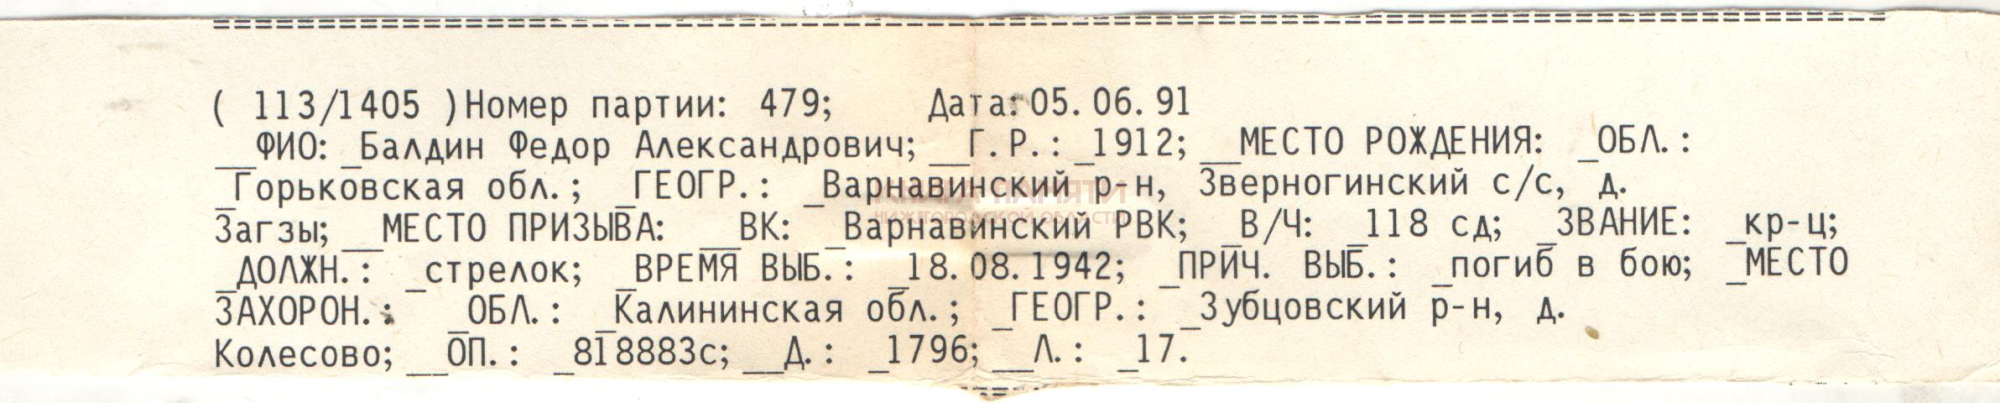 ( 113/1405 )Номер партии: 479; Дата:05.06.91
__ФИО: _Балдин Федор Александрович; __Г.Р.: _1912; __МЕСТО РОЖДЕНИЯ: _ОБЛ.:
_Горьковская обл.; _ГЕОГР.: _Варнавинский р-н, Зверногинский с/с, д.
Загзы; __МЕСТО ПРИЗЫВА: __ВК: _Варнавинский РВК; _В/Ч: _118 сд; _ЗВАНИЕ: _кр-ц;
_ДОЛЖН.: _стрелок; _ВРЕМЯ ВЫБ.: _18.08.1942; _ПРИЧ. ВЫБ.: _погиб в бою; _МЕСТО
ЗАХОРОН.: _ОБЛ.: _Калининская обл.; _ГЕОГР.: _Зубцовский р-н, д.
Колесово; __ОП.: _818883с; __Д.: _1796; __Л.: _17.